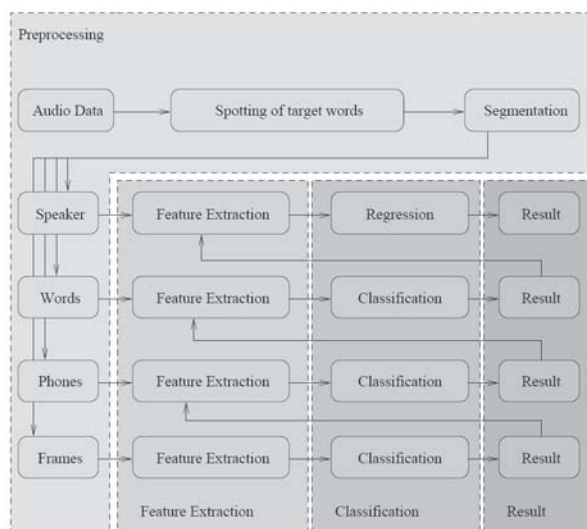 Preprocessing
Audio Data
Spotting of target words
Segmentation
Speaker
Feature Extraction
Regression
Result
Words
Feature Extraction
Classification
Result
Phones
Feature Extraction
Classification
Result
Frames
Feature Extraction
Classification
Result
Feature Extraction
Classification
Result